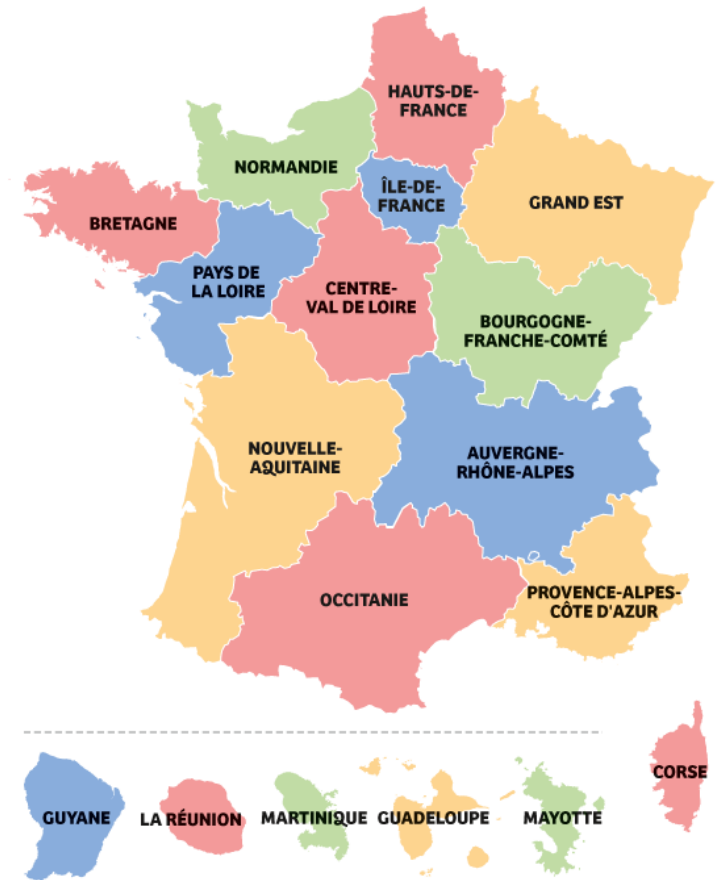 HAUTS-DE-
FRANCE
NORMANDIE
ÎLE-DE-
FRANCE
GRAND EST
BRETAGNE
PAYS DE
LA LOIRE
CENTRE-
VAL DE LOIRE
BOURGOGNE-
FRANCHE-COMTÉ
NOUVELLE-
AQUITAINE
AUVERGNE-
RHÔNE-ALPES
OCCITANIE
PROVENCE-ALPES-
CÔTE D'AZUR
CORSE
GUYANE
LA RÉUNION
MARTINIQUE
GUADELOUPE
MAYOTTE